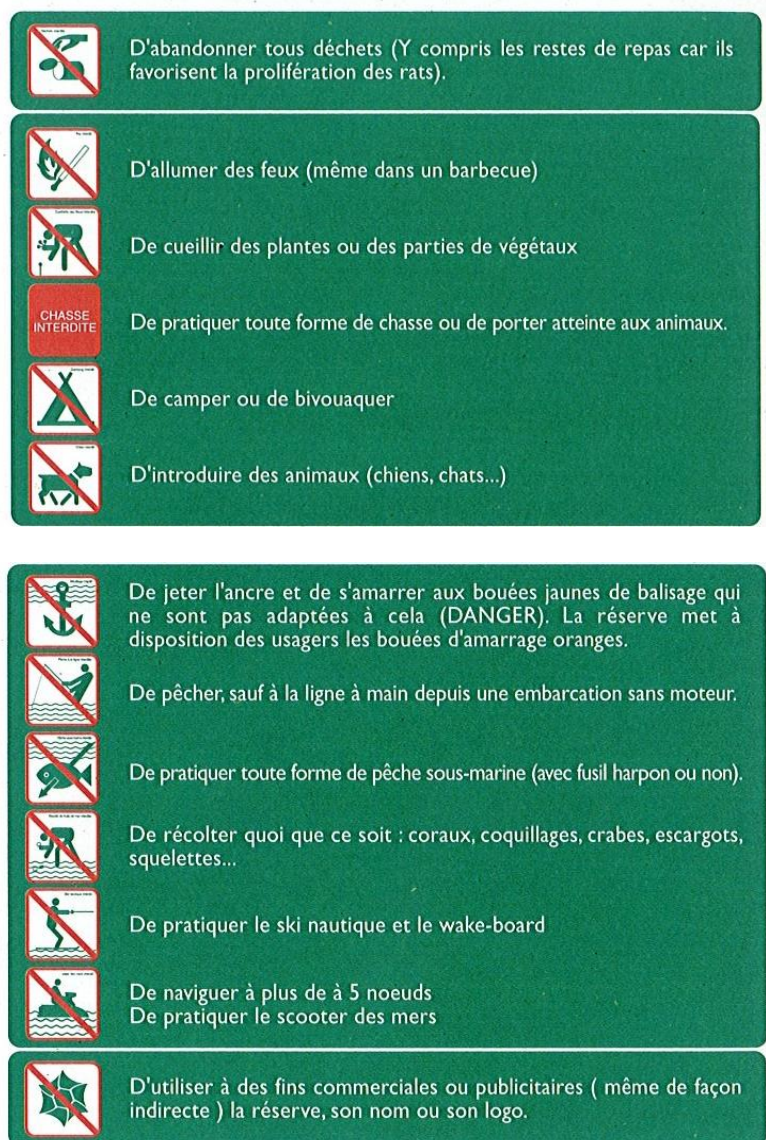 D'abandonner tous déchets (Y compris les restes de repas car ils
favorisent la prolifération des rats).
D'allumer des feux (même dans un barbecue)
De cueillir des plantes ou des parties de végétaux
CHASSE
INTERDITE
De pratiquer toute forme de chasse ou de porter atteinte aux animaux.
De camper ou de bivouaquer
D'introduire des animaux (chiens, chats...)
De jeter l'ancre et de s'amarrer aux bouées jaunes de balisage qui
ne sont pas adaptées à cela (DANGER). La réserve met à
disposition des usagers les bouées d'amarrage oranges.
De pêcher, sauf à la ligne à main depuis une embarcation sans moteur.
De pratiquer toute forme de pêche sous-marine (avec fusil harpon ou non).
De récolter quoi que ce soit : coraux, coquillages, crabes, escargots,
squelettes...
De pratiquer le ski nautique et le wake-board
De naviguer à plus de à 5 noeuds
De pratiquer le scooter des mers
D'utiliser à des fins commerciales ou publicitaires ( même de façon
indirecte ) la réserve, son nom ou son logo.